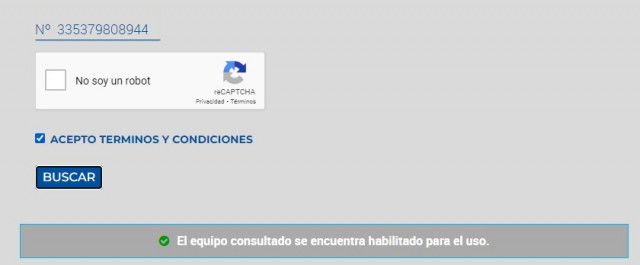 Nº 335379808944
No soy un robot
reCAPTCHA
Privacidad - Términos
ACEPTO TERMINOS Y CONDICIONES
BUSCAR
El equipo consultado se encuentra habilitado para el uso.